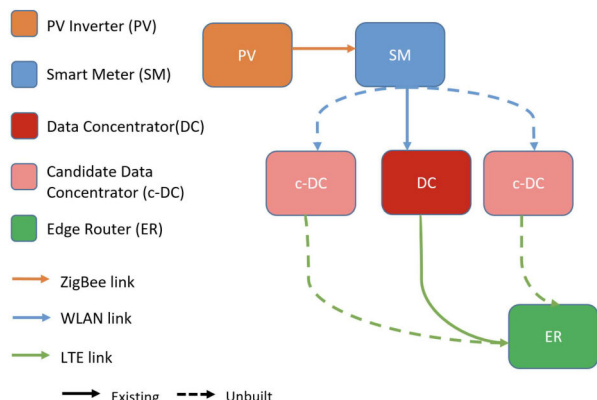 PV Inverter (PV)
Smart Meter (SM)
Data Concentrator(DC)
Candidate Data
Concentrator (c-DC)
Edge Router (ER)
ZigBee link
WLAN link
LTE link
Existing
Unbuilt
PV
SM
c-DC
DC
c-DC
ER